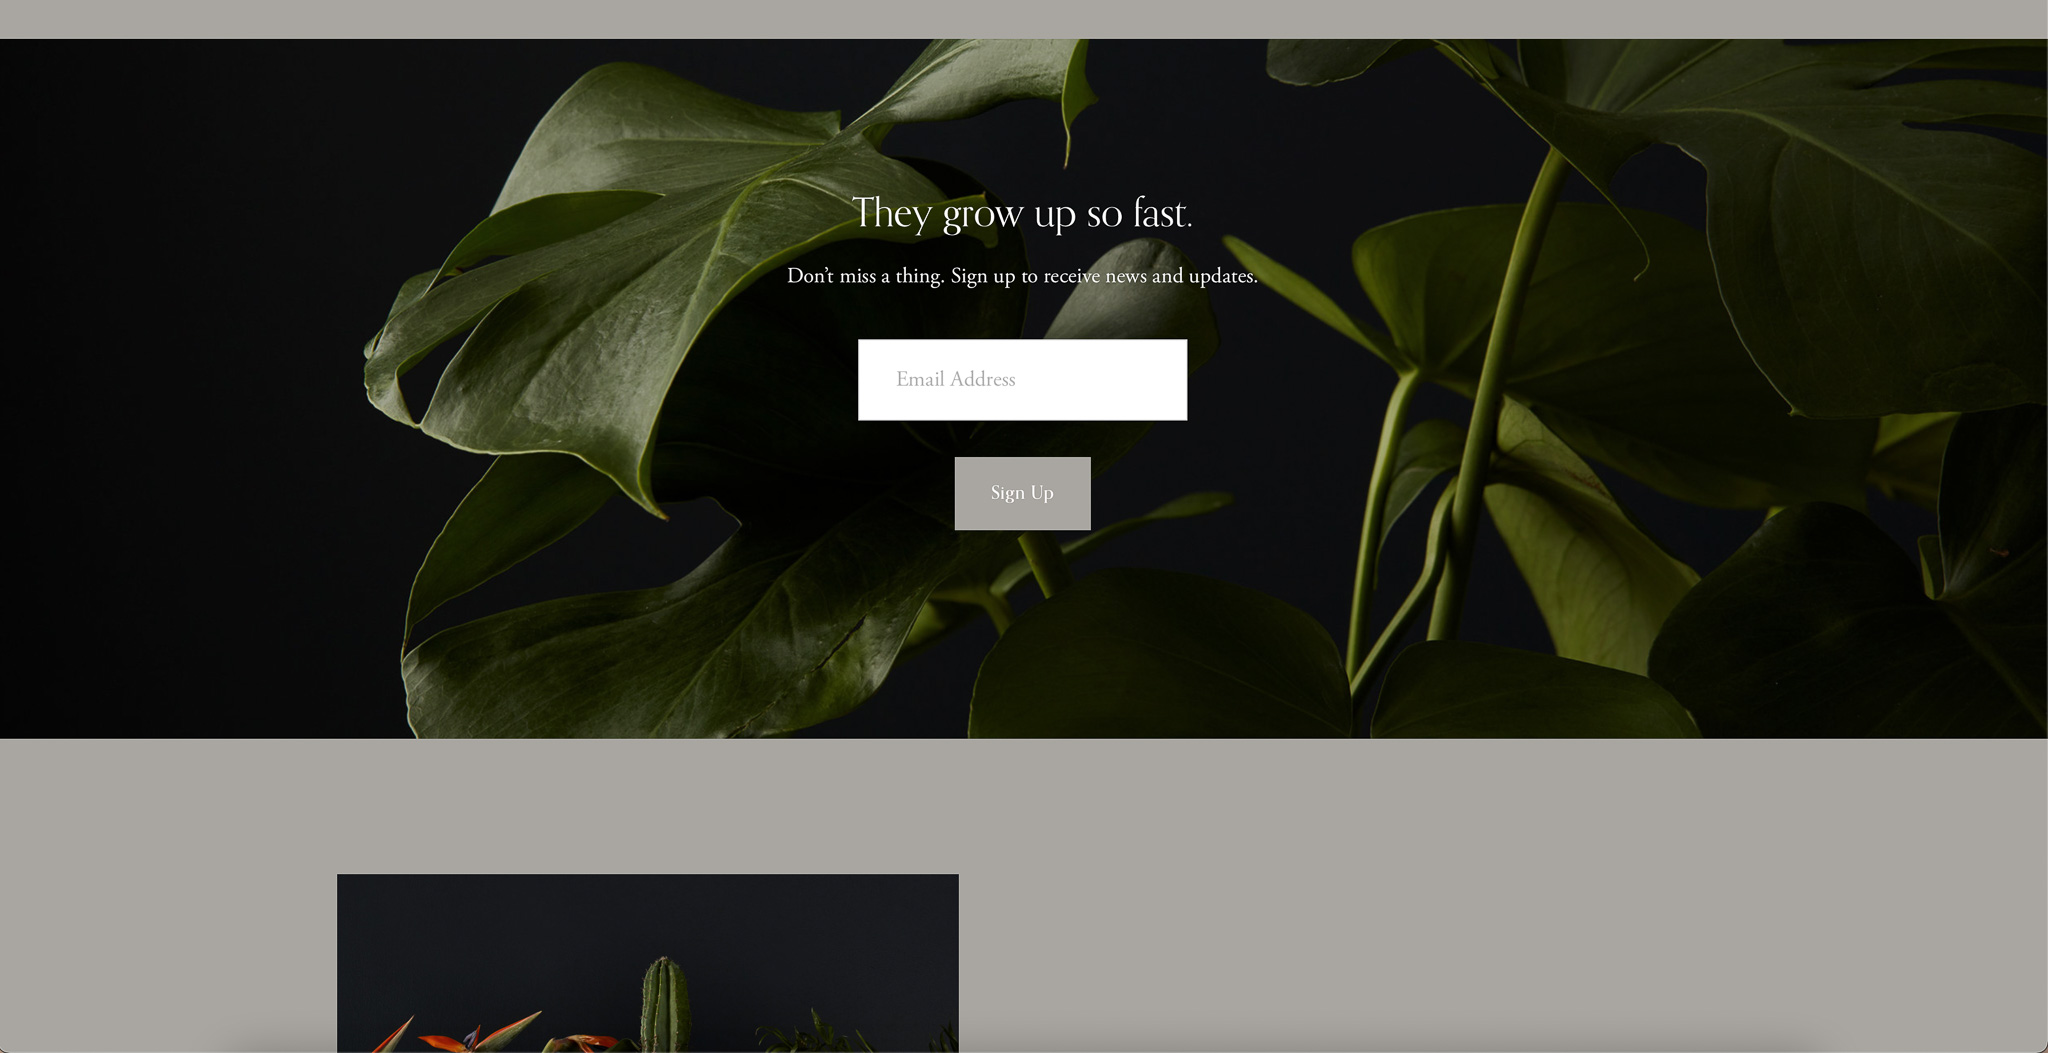 They grow up so fast.
Don’t miss a thing. Sign up to receive news and updates.
Email Address
Sign Up